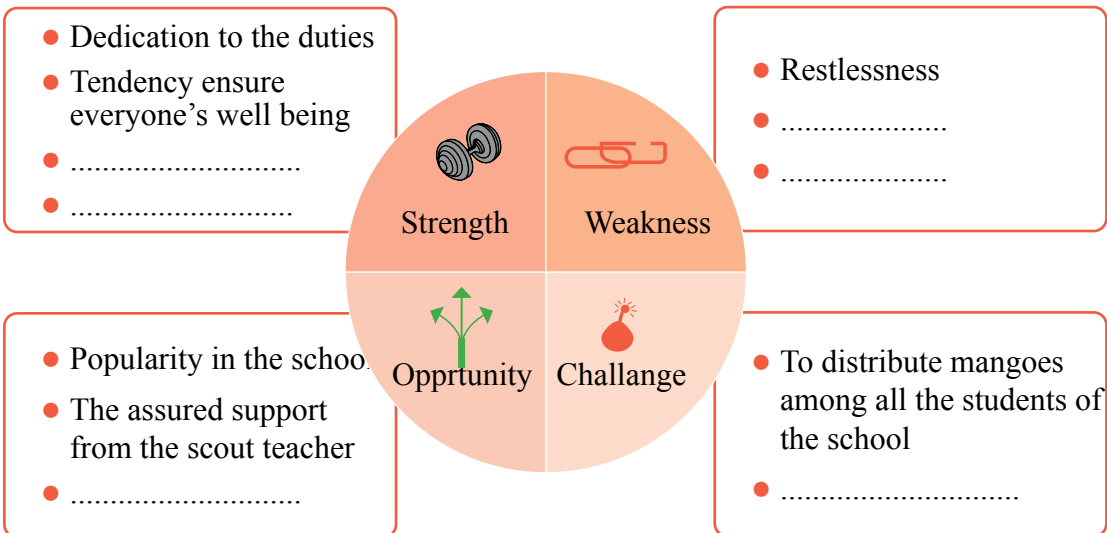 Dedication to the duties
Tendency ensure
everyone's well being
.............................
............................
Restlessness
.....................
.....................
Strength
Weakness
Opprtunity
Challange
Popularity in the school
The assured support
from the scout teacher
.............................
To distribute mangoes
among all the students of
the school
..............................